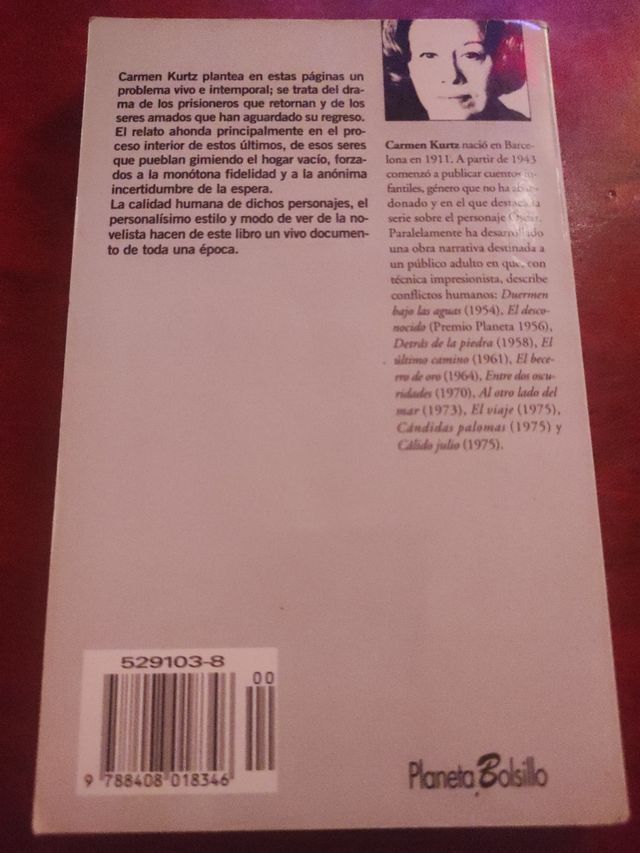 Carmen Kurtz plantea en estas páginas un
problema vivo e intemporal; se trata del dra-
ma de los prisioneros que retornan y de los
seres amados que han aguardado su regreso.
El relato ahonda principalmente en el pro-
ceso interior de estos últimos, de esos seres
que pueblan gimiendo el hogar vacío, forza-
dos a la monótona fidelidad y a la anónima
incertidumbre de la espera.
La calidad humana de dichos personajes, el
personalísimo estilo y modo de ver de la no-
velista hacen de este libro un vivo documen-
to de toda una época.
Carmen Kurtz nació en Barce-
lona en 1911. A partir de 1943
comenzó a publicar cuentos in-
fantiles, género que no ha aban-
donado y en el que destaca la
serie sobre el personaje Óscar.
Paralelamente ha desarrollado
una obra narrativa destinada a
un público adulto en que, con
técnica impresionista, describe
conflictos humanos: Duermen
bajo las aguas (1954), El desco-
nocido (Premio Planeta 1956),
Detrás de la piedra (1958), El
último camino (1961), El bece-
rro de oro (1964), Entre dos oscu-
ridades (1970), Al otro lado del
mar (1973), El viaje (1975),
Cándidas palomas (1975) y
Cálido julio (1975).
529103-8
00
9 788408 018346
Planeta Bolsillo